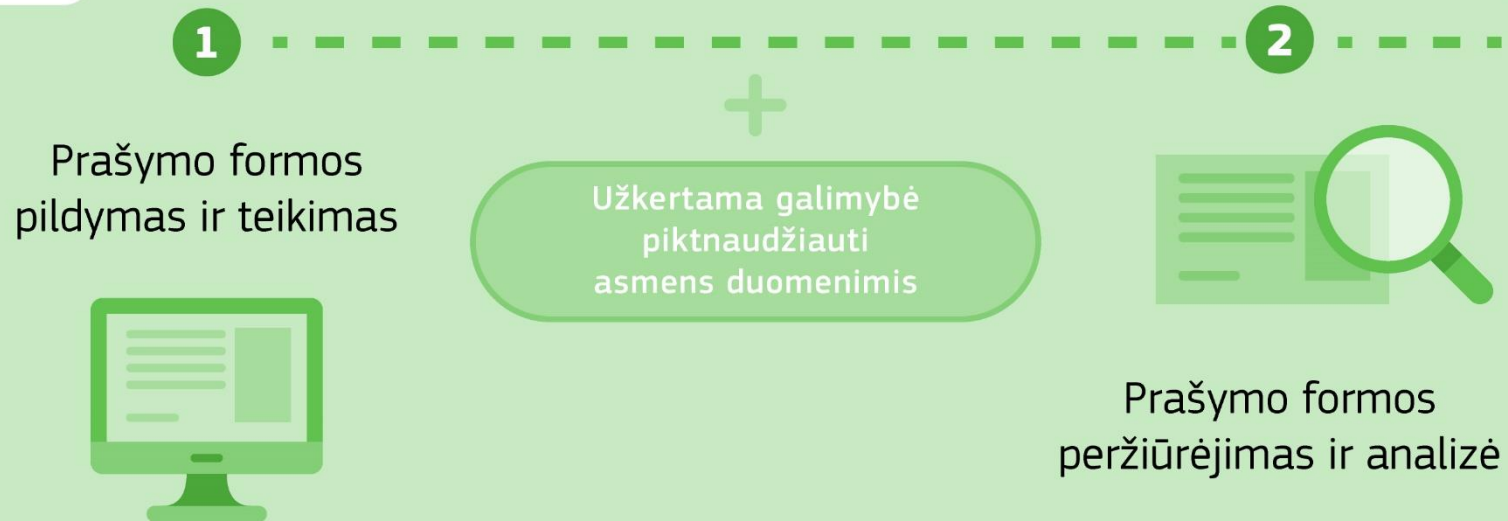 1
2
Prašymo formos
pildymas ir teikimas
Užkertama galimybė
piktnaudžiauti
asmens duomenimis
Prašymo formos
peržiūrėjimas ir analizė